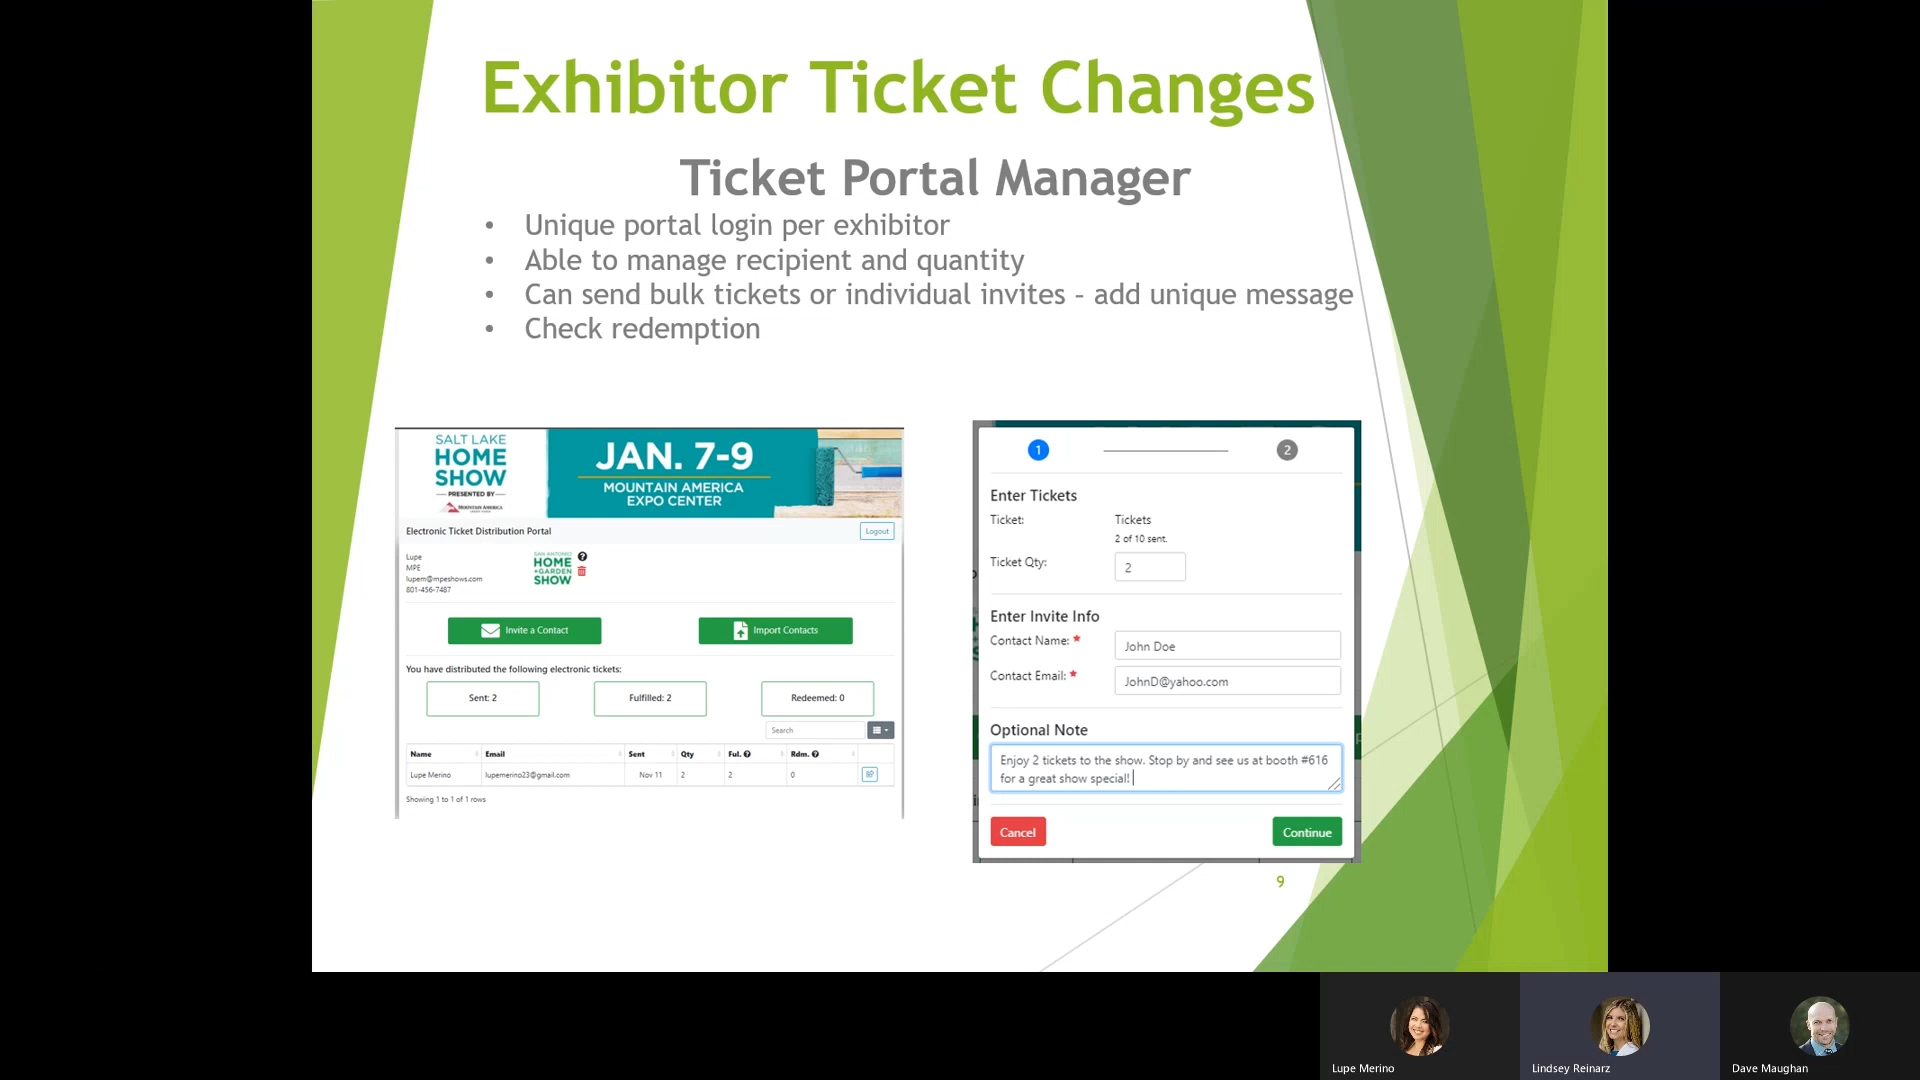 Exhibitor Ticket Changes
Ticket Portal Manager
• Unique portal login per exhibitor
• Able to manage recipient and quantity
• Can send bulk tickets or individual invites – add unique message
• Check redemption
SALT LAKE
HOME
SHOW
— PRESENTED BY —
MOUNTAIN AMERICA
JAN. 7-9
MOUNTAIN AMERICA
EXPO CENTER
Electronic Ticket Distribution Portal
Logout
Lupe
MPE
lupem@mpeshows.com
801-456-7487
SAN ANTONIO
HOME
+GARDEN
SHOW
Invite a Contact
Import Contacts
You have distributed the following electronic tickets:
Sent: 2
Fulfilled: 2
Redeemed: 0
Search
Name Email Sent Qty Ful. Rdm.
Lupe Merino lupemerino23@gmail.com Nov 11 2 2 0
Showing 1 to 1 of 1 rows
1 2
Enter Tickets
Ticket: Tickets
2 of 10 sent.
Ticket Qty: 2
Enter Invite Info
Contact Name: * John Doe
Contact Email: * JohnD@yahoo.com
Optional Note
Enjoy 2 tickets to the show. Stop by and see us at booth #616
for a great show special!
Cancel
Continue
9
Lupe Merino
Lindsey Reinarz
Dave Maughan